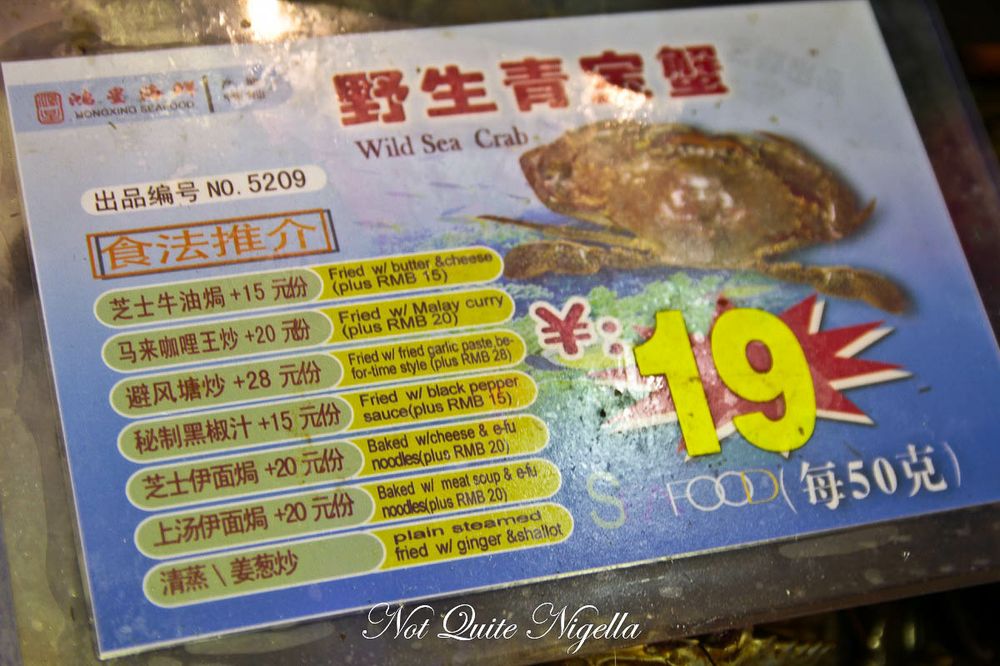 鸿星海鲜
HONGXING SEAFOOD
野生青宝蟹
Wild Sea Crab
出品编号 NO. 5209
食法推介
芝士牛油焗 +15 元/份
Fried w/ butter &cheese
(plus RMB 15)
马来咖哩王炒 +20 元/份
Fried w/ Malay curry
(plus RMB 20)
避风塘炒 +28 元/份
Fried w/ fried garlic paste,be-
for-time style (plus RMB 28)
秘制黑椒汁 +15 元/份
Fried w/ black pepper
sauce(plus RMB 15)
芝士伊面焗 +20 元/份
Baked w/cheese & e-fu
noodles(plus RMB 20)
上汤伊面焗 +20 元/份
Baked w/ meat soup & e-fu
noodles(plus RMB 20)
清蒸 \ 姜葱炒
plain steamed
fried w/ ginger &shallot
大:
19
FOOD
(每50克)
Not Quite Nigella